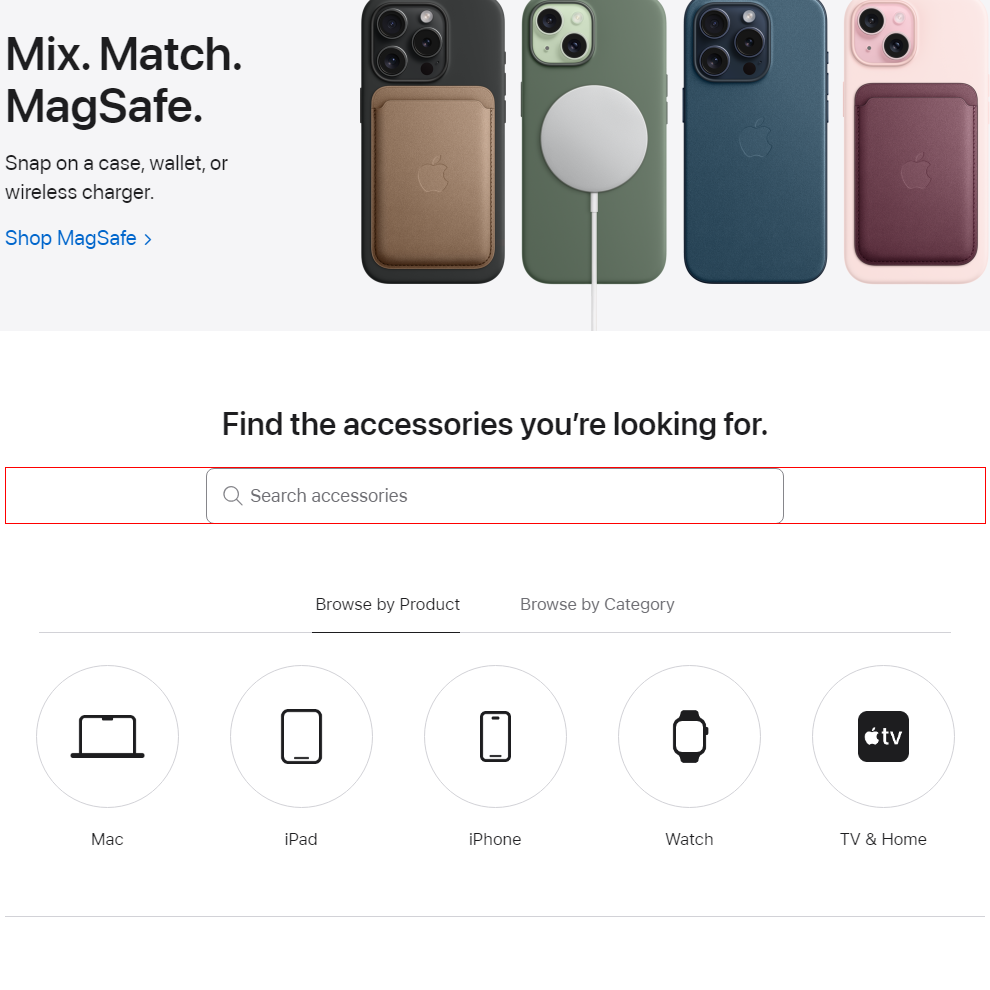 Mix. Match.
MagSafe.
Snap on a case, wallet, or
wireless charger.
Shop MagSafe
Find the accessories you’re looking for.
Search accessories
Browse by Product
Browse by Category
tv
Mac
iPad
iPhone
Watch
TV & Home